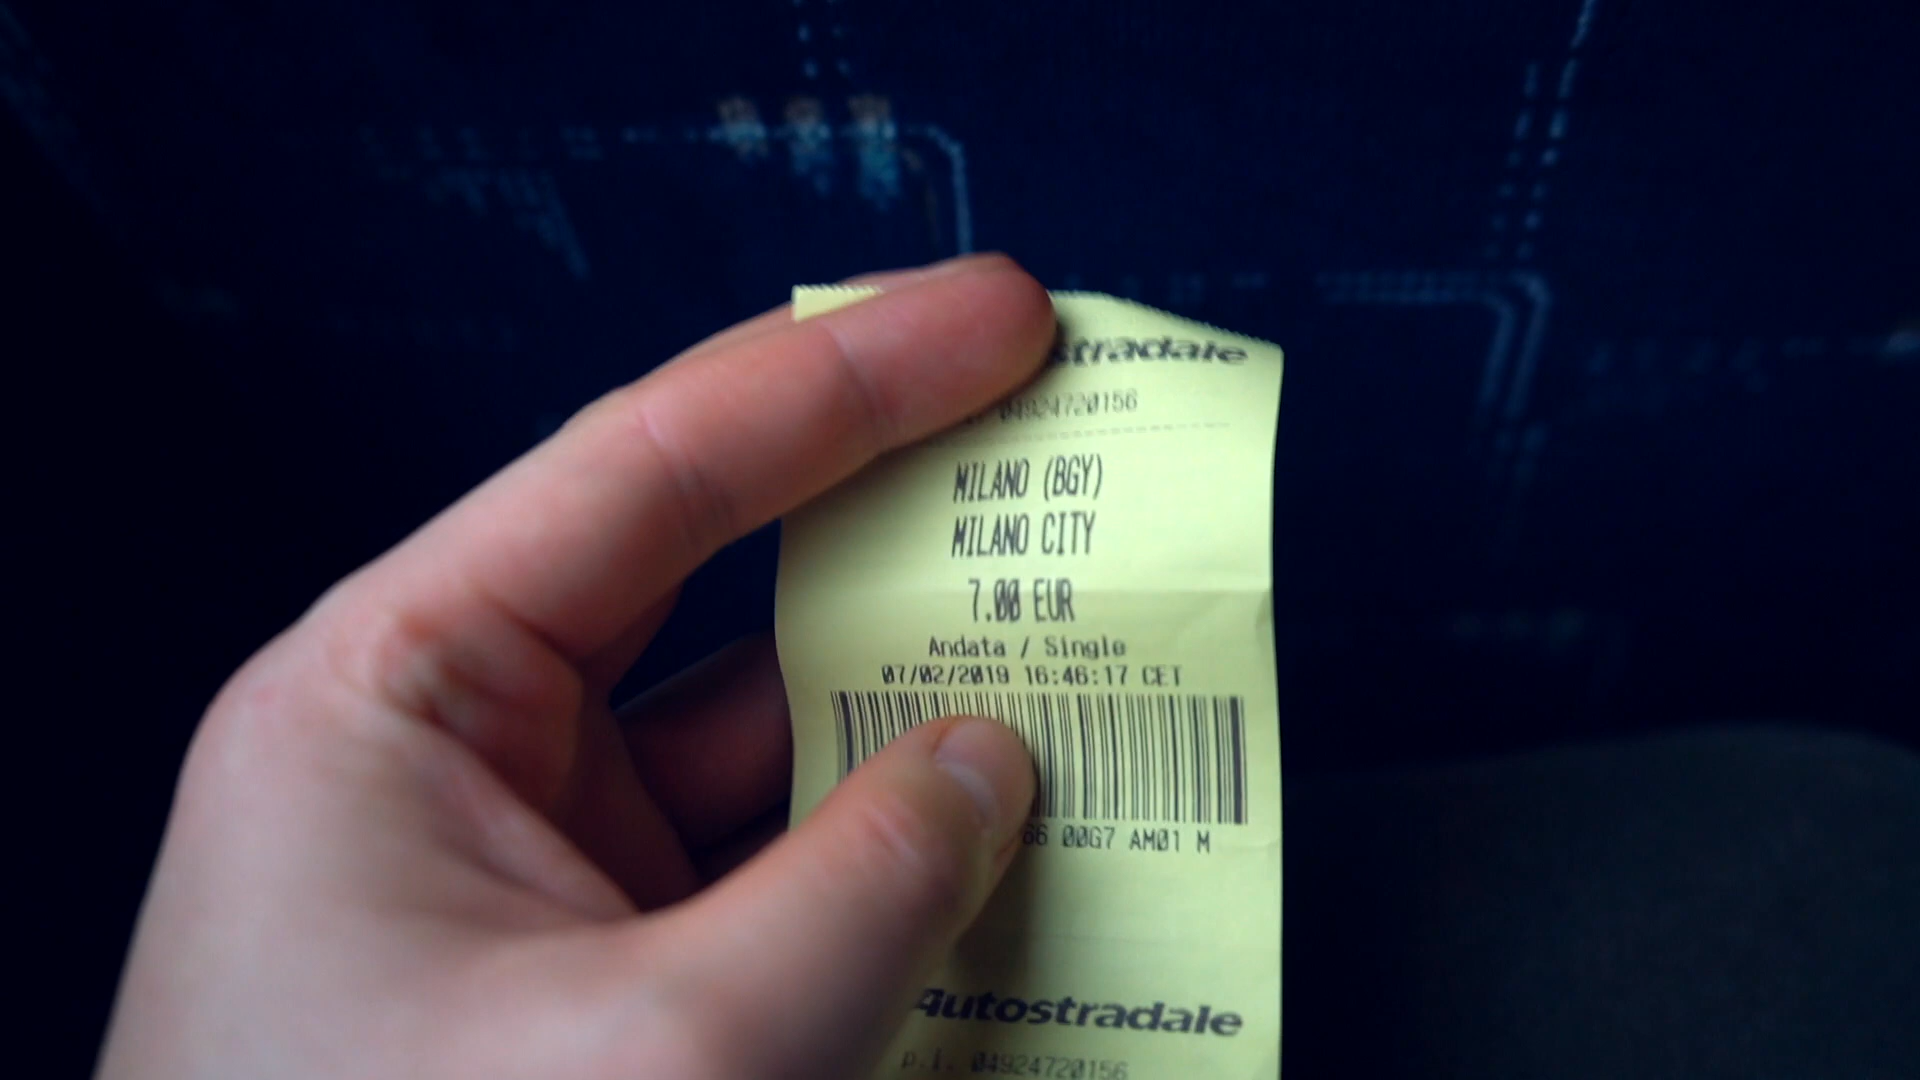 stradale
04924720156
MILANO (BGY)
MILANO CITY
7.00 EUR
Andata / Single
07/02/2019 16:46:17 CET
66 00G7 AM01 M
Autostradale
p.i. 04924720156